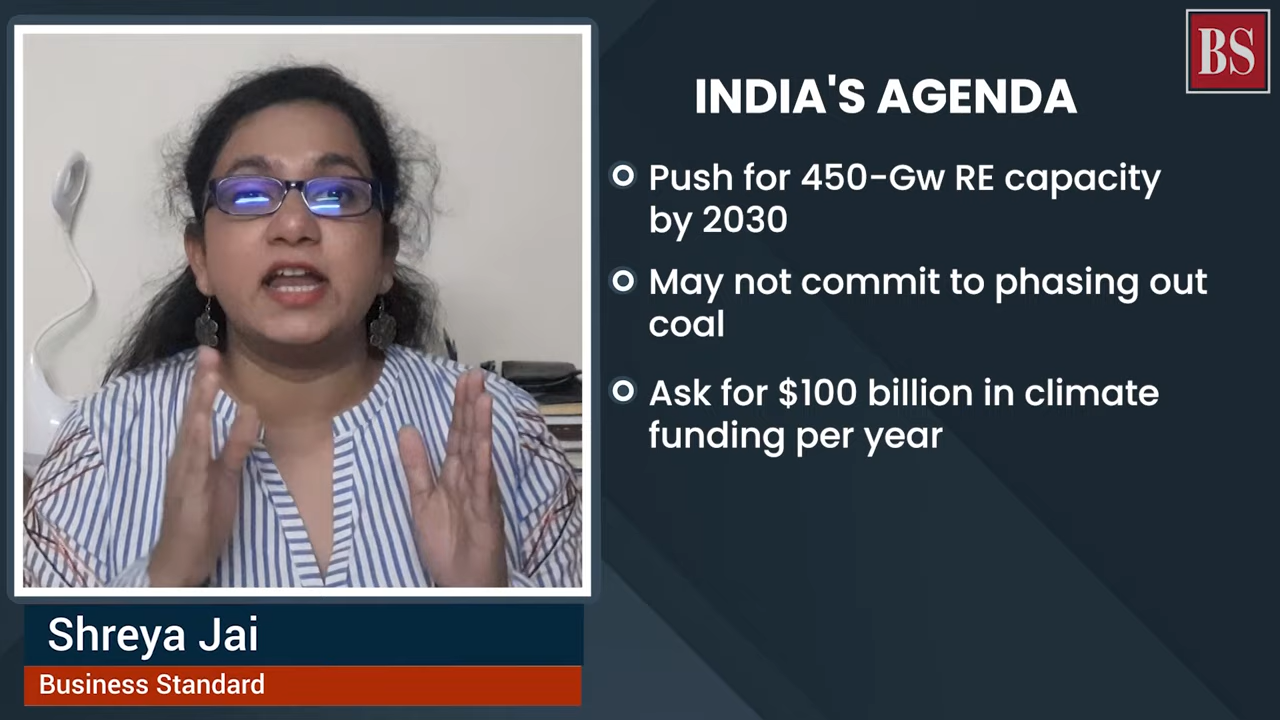 BS
INDIA'S AGENDA
Push for 450-Gw RE capacity
by 2030
May not commit to phasing out
coal
Ask for $100 billion in climate
funding per year
Shreya Jai
Business Standard